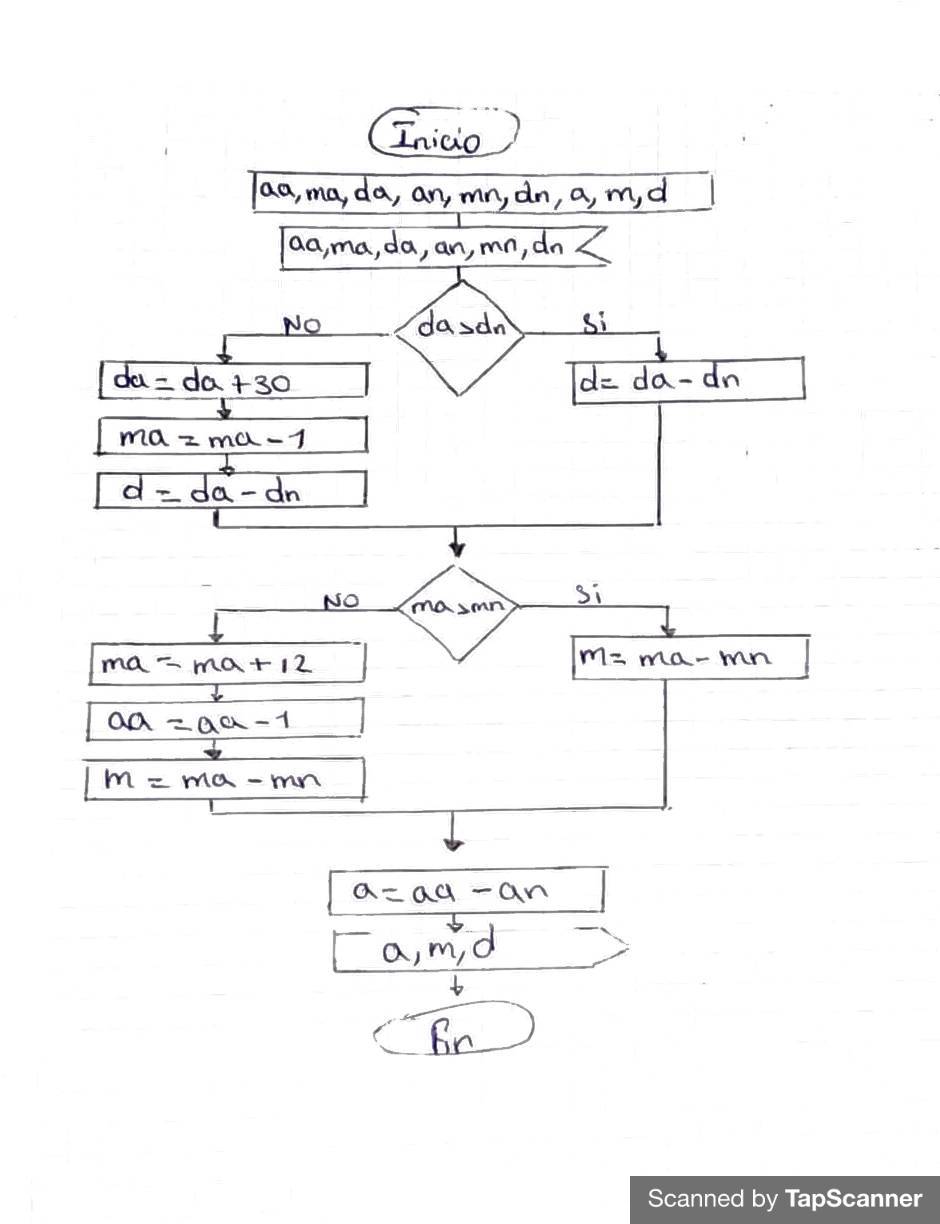 Inicio
aa, ma, da, an, mn, dn, a, m, d
aa, ma, da, an, mn, dn
NO
da>dn
Si
da = da + 30
d = da - dn
ma = ma - 1
d = da - dn
NO
ma>mn
Si
ma = ma + 12
m = ma - mn
aa = aa - 1
m = ma - mn
a = aa - an
a, m, d
Fin
Scanned by TapScanner